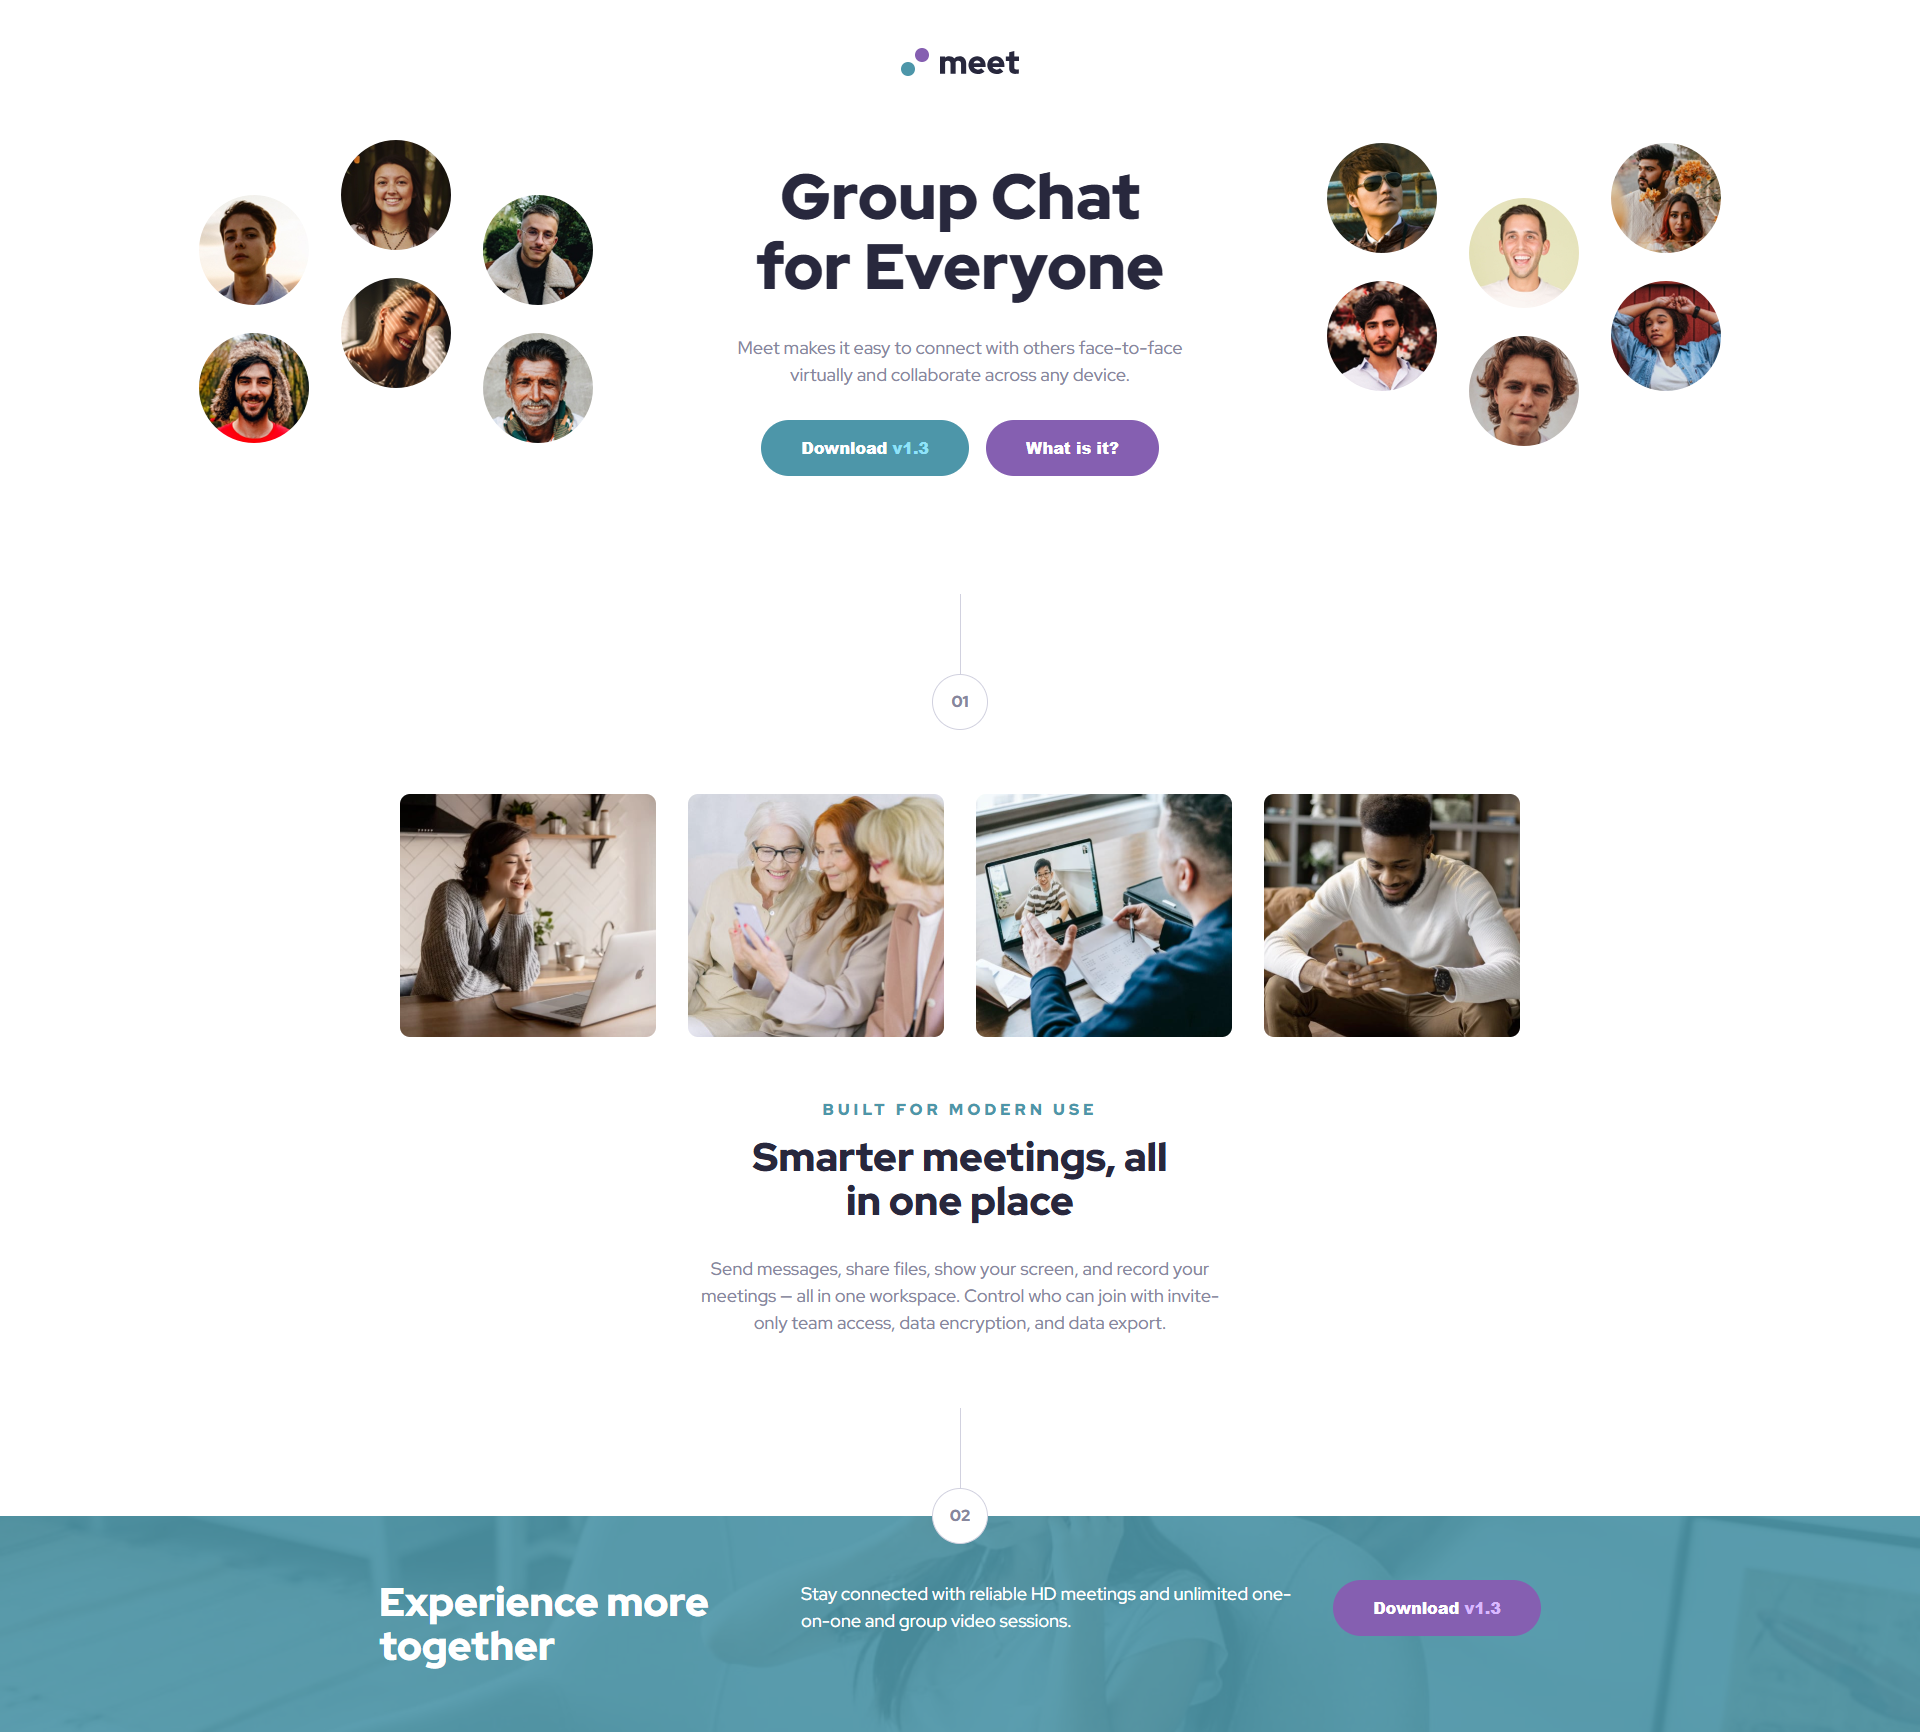 meet
Group Chat
for Everyone
Meet makes it easy to connect with others face-to-face
virtually and collaborate across any device.
Download v1.3
What is it?
01
BUILT FOR MODERN USE
Smarter meetings, all
in one place
Send messages, share files, show your screen, and record your
meetings — all in one workspace. Control who can join with invite-
only team access, data encryption, and data export.
02
Experience more
together
Stay connected with reliable HD meetings and unlimited one-
on-one and group video sessions.
Download v1.3